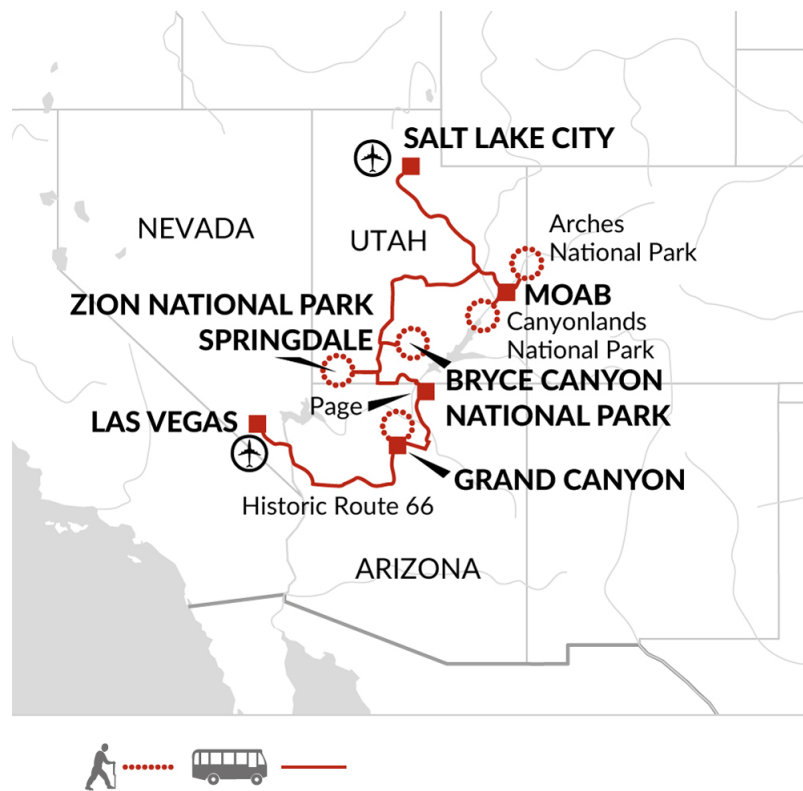 SALT LAKE CITY
NEVADA
UTAH
Arches
National Park
ZION NATIONAL PARK
SPRINGDALE
MOAB
Canyonlands
National Park
BRYCE CANYON
NATIONAL PARK
Page
LAS VEGAS
GRAND CANYON
Historic Route 66
ARIZONA